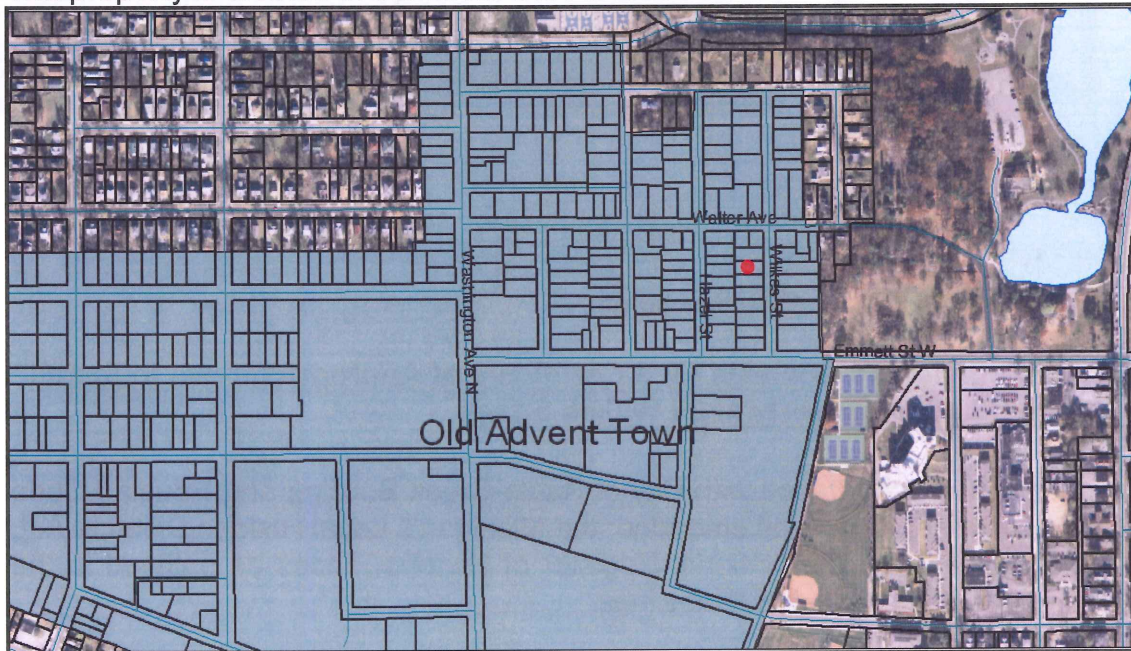 Walter Ave
Washington Ave N
Hazel St
Wilkes St
Emmett St W
Old Advent Town